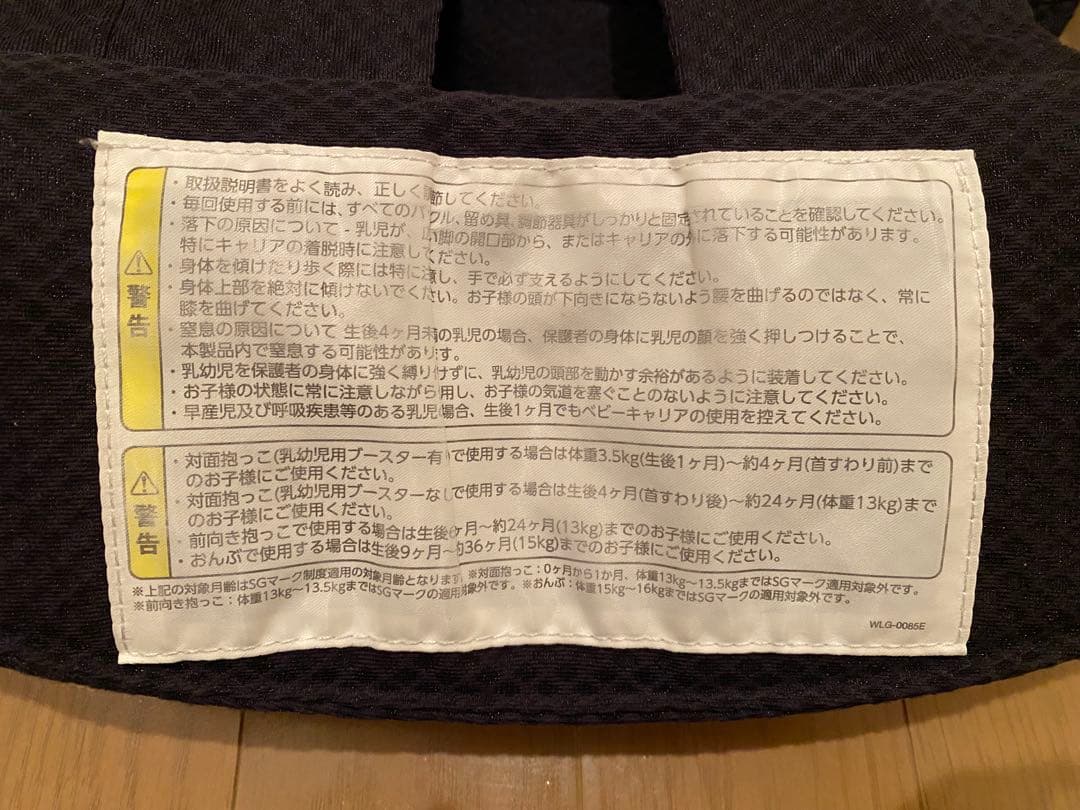 警告
・取扱説明書をよく読み、正しく節してください。
・毎回使用する前には、すべてのバクル、留め具、調節器具がしっかりと固定されていることを確認してください。
・落下の原因について - 乳児が、い脚の開口部から、またはキャリアの外に落下する可能性があります。
特にキャリアの着脱時に注意してください。
・身体を傾けたり歩く際には特に注意し、手で必ず支えるようにしてください。
・身体上部を絶対に傾けないでください。お子様の頭が下向きにならないよう腰を曲げるのではなく、常に
膝を曲げてください。
・窒息の原因について 生後4ヶ月未満の乳児の場合、保護者の身体に乳児の顔を強く押しつけることで、
本製品内で窒息する可能性があります。
・乳幼児を保護者の身体に強く縛り付けずに、乳幼児の頭部を動かす余裕があるように装着してください。
・お子様の状態に常に注意しながら用し、お子様の気道を塞ぐことのないように注意してください。
・早産児及び呼吸疾患等のある乳児場合、生後1ヶ月でもベビーキャリアの使用を控えてください。
警告
・対面抱っこ(乳幼児用ブースター有)で使用する場合は体重3.5kg(生後1ヶ月)～約4ヶ月(首すわり前)まで
のお子様にご使用ください。
・対面抱っこ(乳幼児用ブースターなしで使用する場合は生後4ヶ月(首すわり後)～約24ヶ月(体重13kg)まで
のお子様にご使用ください。
・前向き抱っこで使用する場合は生後ヶ月～約24ヶ月(13kg)までのお子様にご使用ください。
・おんぶで使用する場合は生後9ヶ月～約36ヶ月(15kg)までのお子様にご使用ください。
※上記の対象月齢はSGマーク制度適用の対象月齢となります。※対面抱っこ：0ヶ月から1か月、体重13kg～13.5kgまではSGマーク適用対象外です。
※前向き抱っこ：体重13kg～13.5kgまではSGマークの適用対象外です。※おんぶ：体重15kg～16kgまではSGマークの適用対象外です。
WLG-0085E